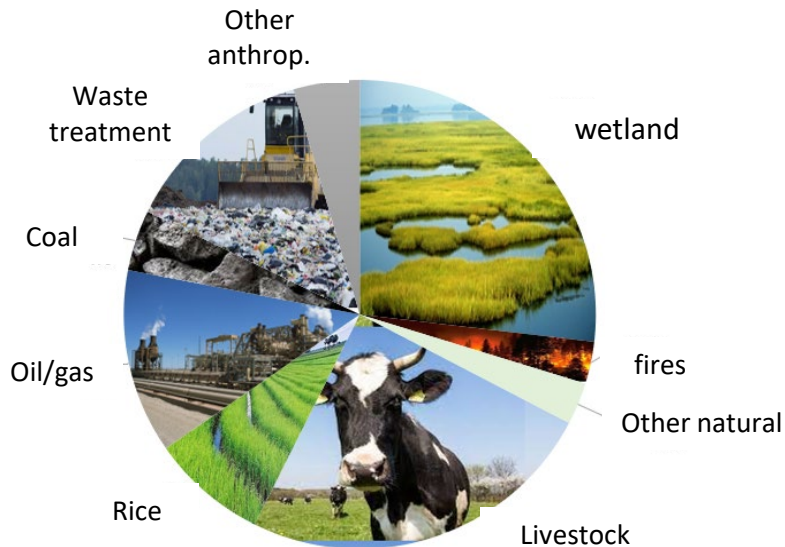 Other
anthrop.
Waste
treatment
wetland
Coal
Oil/gas
fires
Other natural
Rice
Livestock